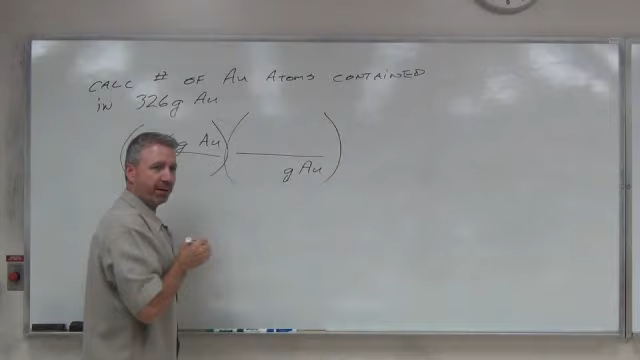 CALC # OF Au ATOMS CONTAINED
IN 326g Au
g Au
g Au